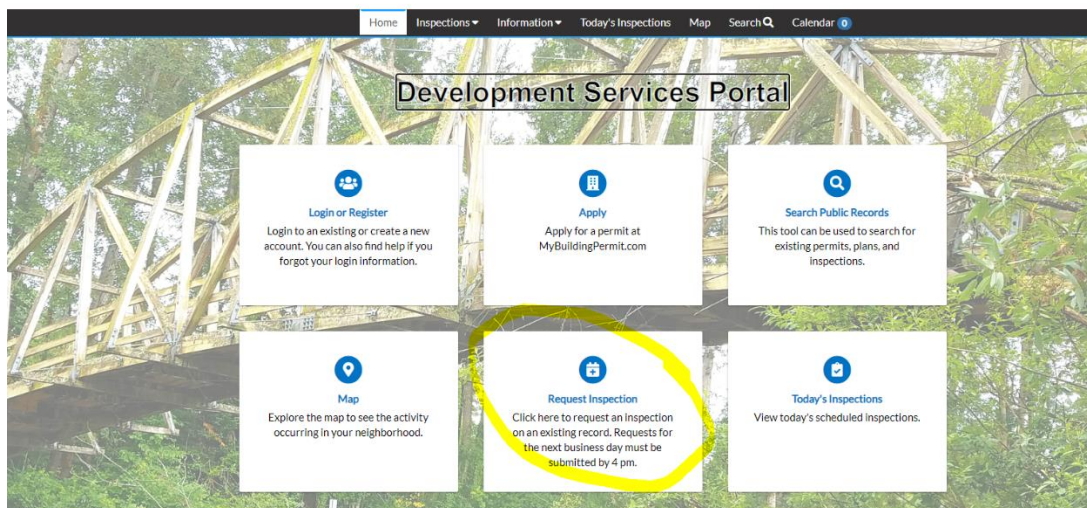 Home Inspections Information Today's Inspections Map Search Calendar 0
Development Services Portal
Login or Register
Login to an existing or create a new
account. You can also find help if you
forgot your login information.
Apply
Apply for a permit at
MyBuildingPermit.com
Search Public Records
This tool can be used to search for
existing permits, plans, and
inspections.
Map
Explore the map to see the activity
occurring in your neighborhood.
Request Inspection
Click here to request an inspection
on an existing record. Requests for
the next business day must be
submitted by 4 pm.
Today's Inspections
View today's scheduled inspections.